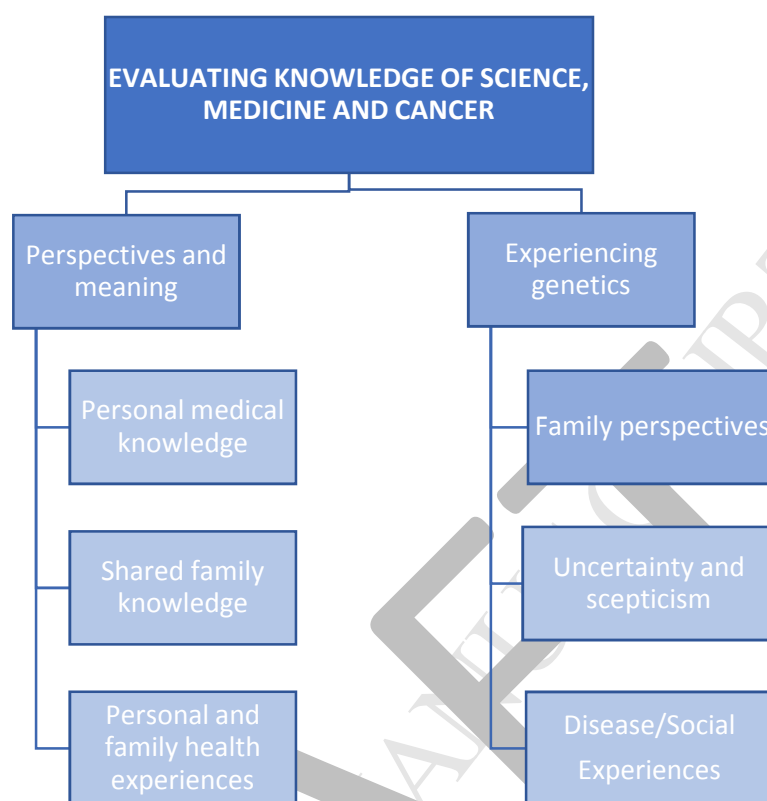 EVALUATING KNOWLEDGE OF SCIENCE,
MEDICINE AND CANCER
Perspectives and
meaning
Personal medical
knowledge
Shared family
knowledge
Personal and
family health
experiences
Experiencing
genetics
Family perspectives
Uncertainty and
scepticism
Disease/Social
Experiences